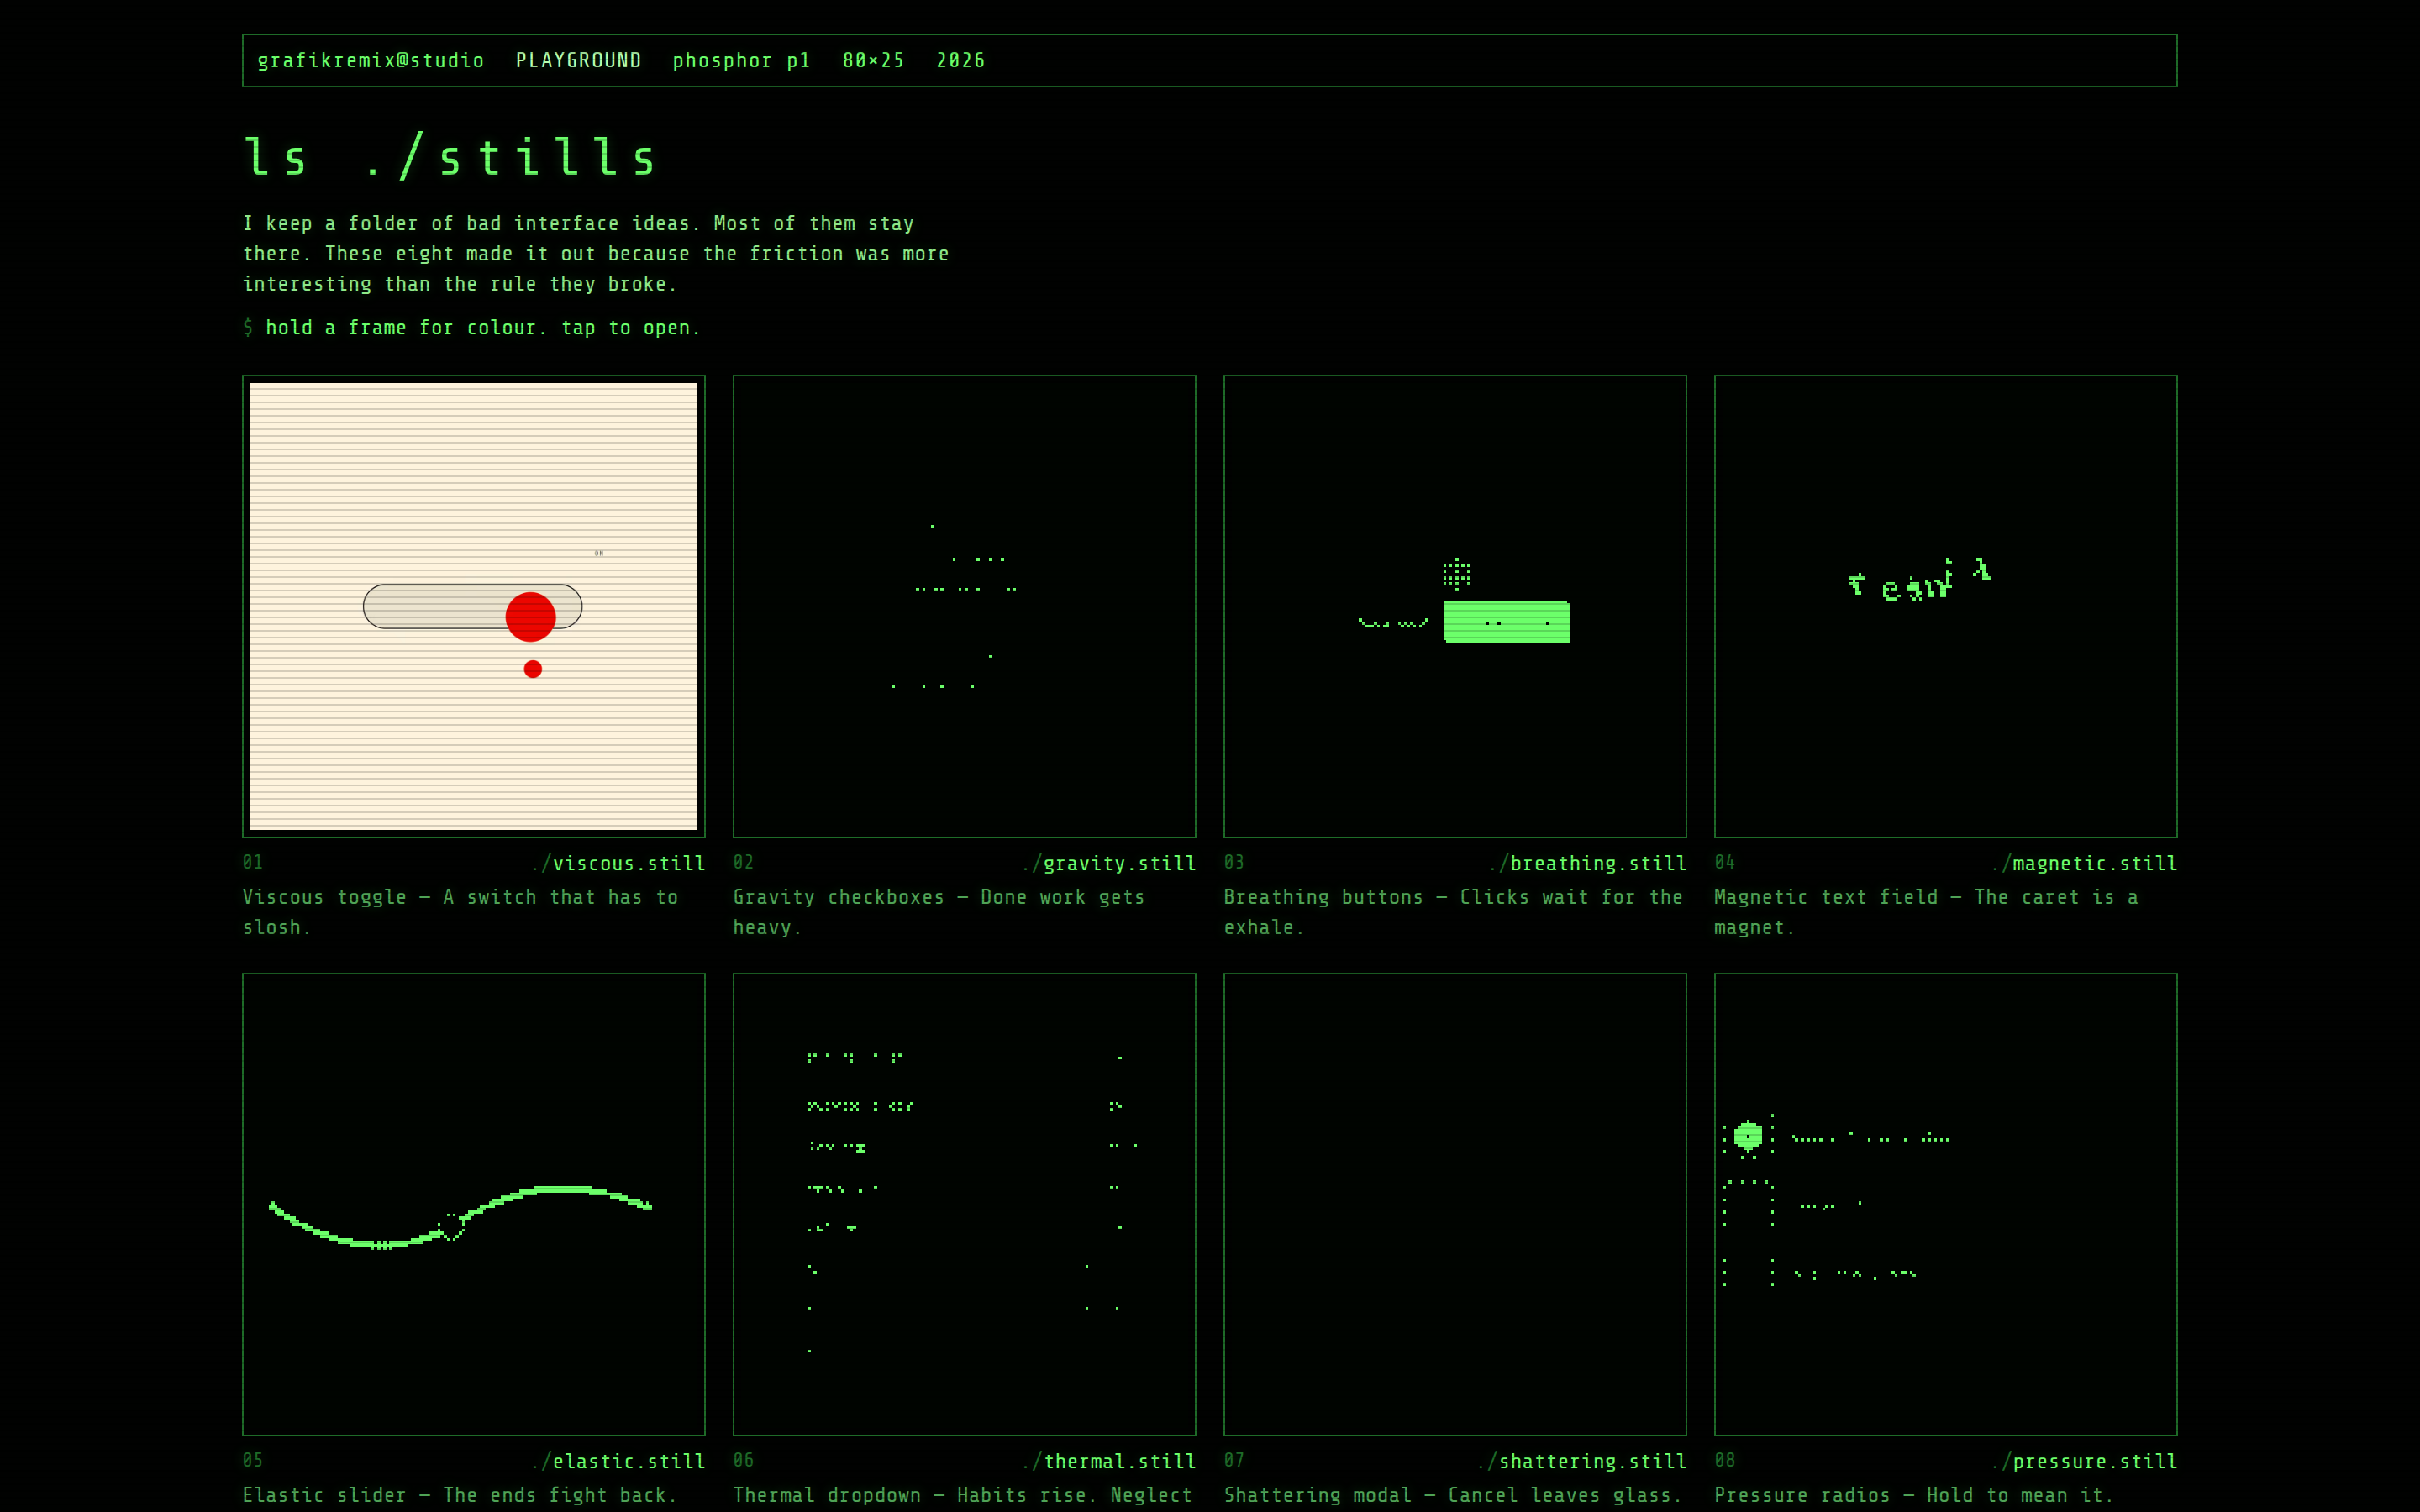 grafikremix@studio PLAYGROUND phosphor p1 80×25 2026
ls ./stills
I keep a folder of bad interface ideas. Most of them stay
there. These eight made it out because the friction was more
interesting than the rule they broke.
$ hold a frame for colour. tap to open.
ON
01 ./viscous.still
Viscous toggle — A switch that has to
slosh.
02 ./gravity.still
Gravity checkboxes — Done work gets
heavy.
03 ./breathing.still
Breathing buttons — Clicks wait for the
exhale.
04 ./magnetic.still
Magnetic text field — The caret is a
magnet.
05 ./elastic.still
Elastic slider — The ends fight back.
06 ./thermal.still
Thermal dropdown — Habits rise. Neglect
07 ./shattering.still
Shattering modal — Cancel leaves glass.
08 ./pressure.still
Pressure radios — Hold to mean it.